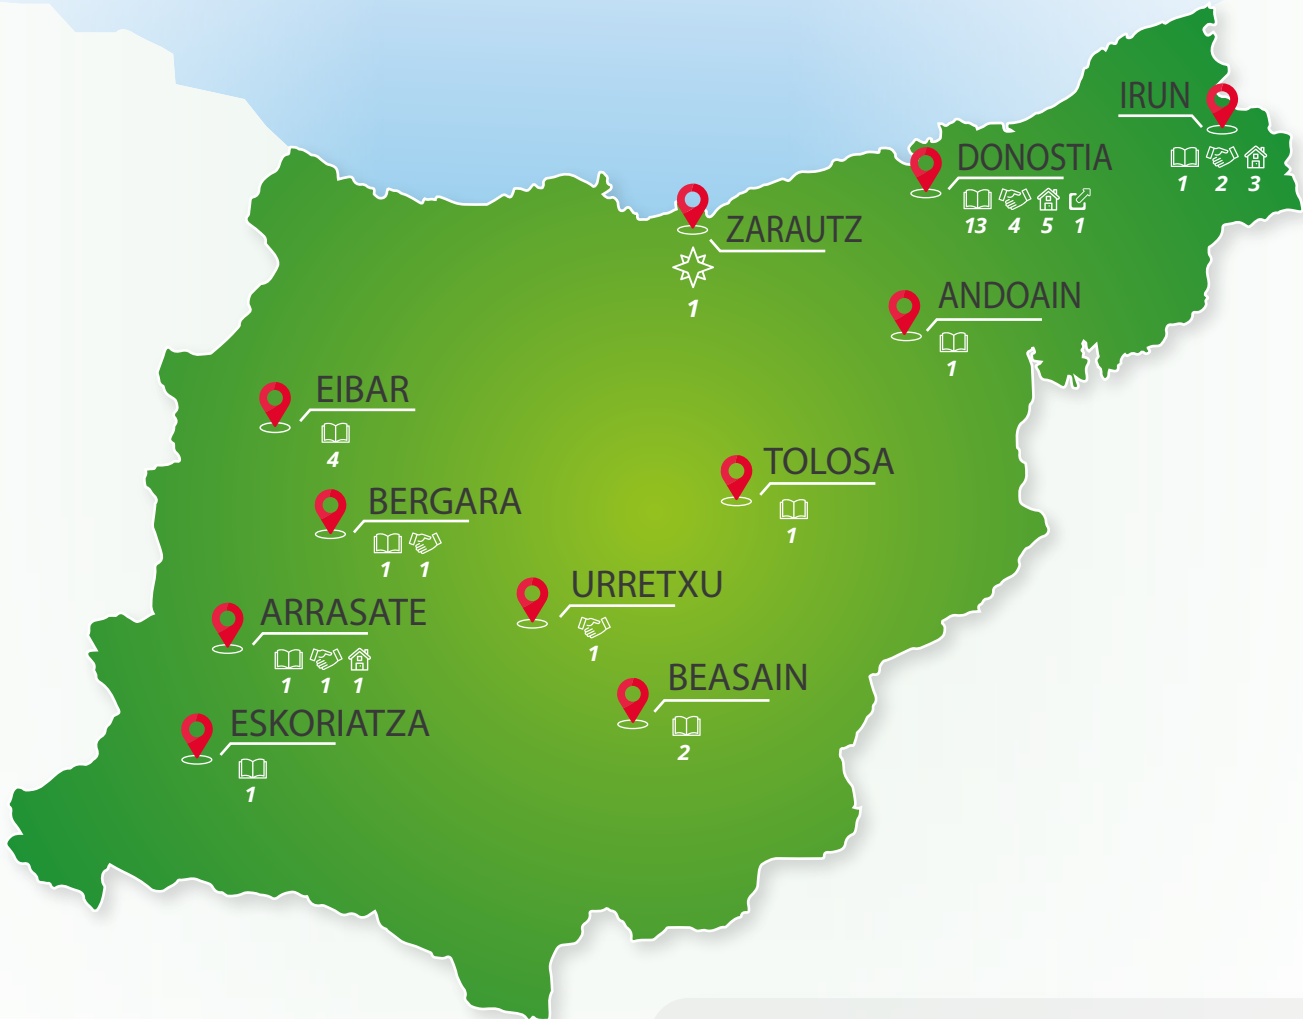 IRUN
1 2 3
DONOSTIA
13 4 5 1
ZARAUTZ
1
ANDOAIN
1
EIBAR
4
TOLOSA
1
BERGARA
1 1
URRETXU
1
ARRASATE
1 1 1
BEASAIN
2
ESKORIATZA
1